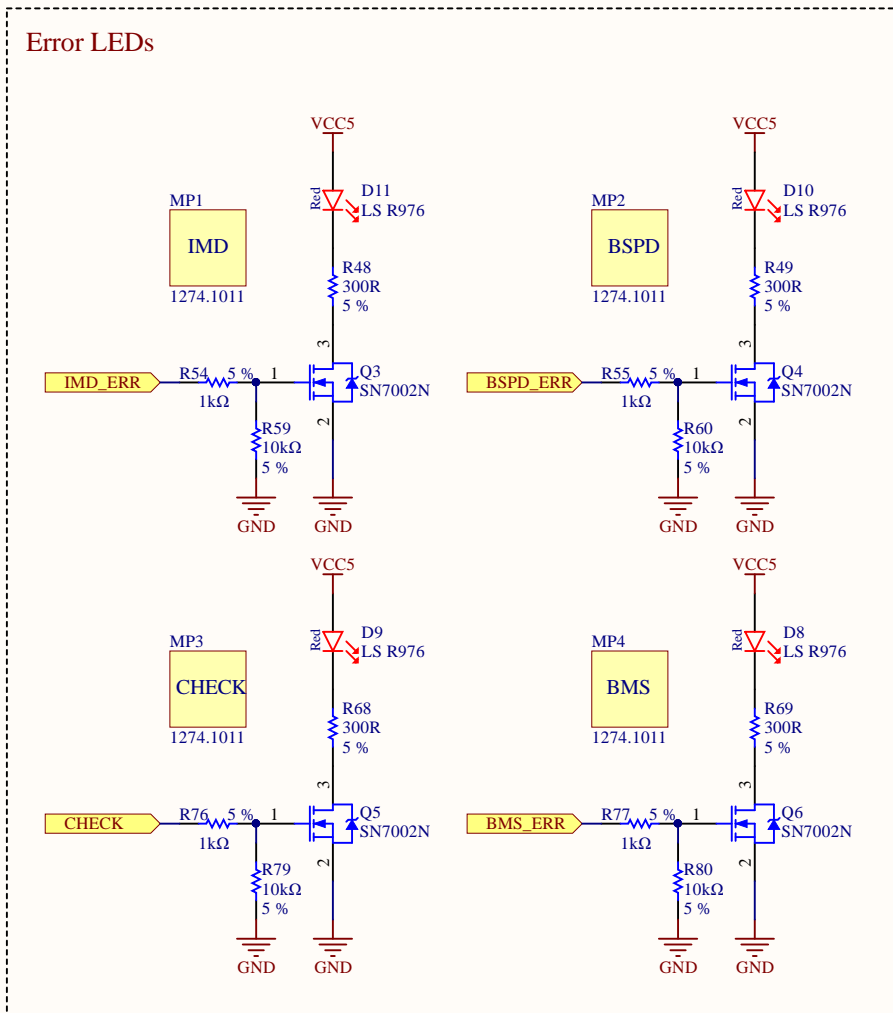 Error LEDs
VCC5
MP1
IMD
1274.1011
Red
D11
LS R976
R48
300R
5 %
3
IMD_ERR
R54
5 %
1kΩ
1
Q3
SN7002N
2
R59
10kΩ
5 %
GND
GND
VCC5
MP2
BSPD
1274.1011
Red
D10
LS R976
R49
300R
5 %
3
BSPD_ERR
R55
5 %
1kΩ
1
Q4
SN7002N
2
R60
10kΩ
5 %
GND
GND
VCC5
MP3
CHECK
1274.1011
Red
D9
LS R976
R68
300R
5 %
3
CHECK
R76
5 %
1kΩ
1
Q5
SN7002N
2
R79
10kΩ
5 %
GND
GND
VCC5
MP4
BMS
1274.1011
Red
D8
LS R976
R69
300R
5 %
3
BMS_ERR
R77
5 %
1kΩ
1
Q6
SN7002N
2
R80
10kΩ
5 %
GND
GND